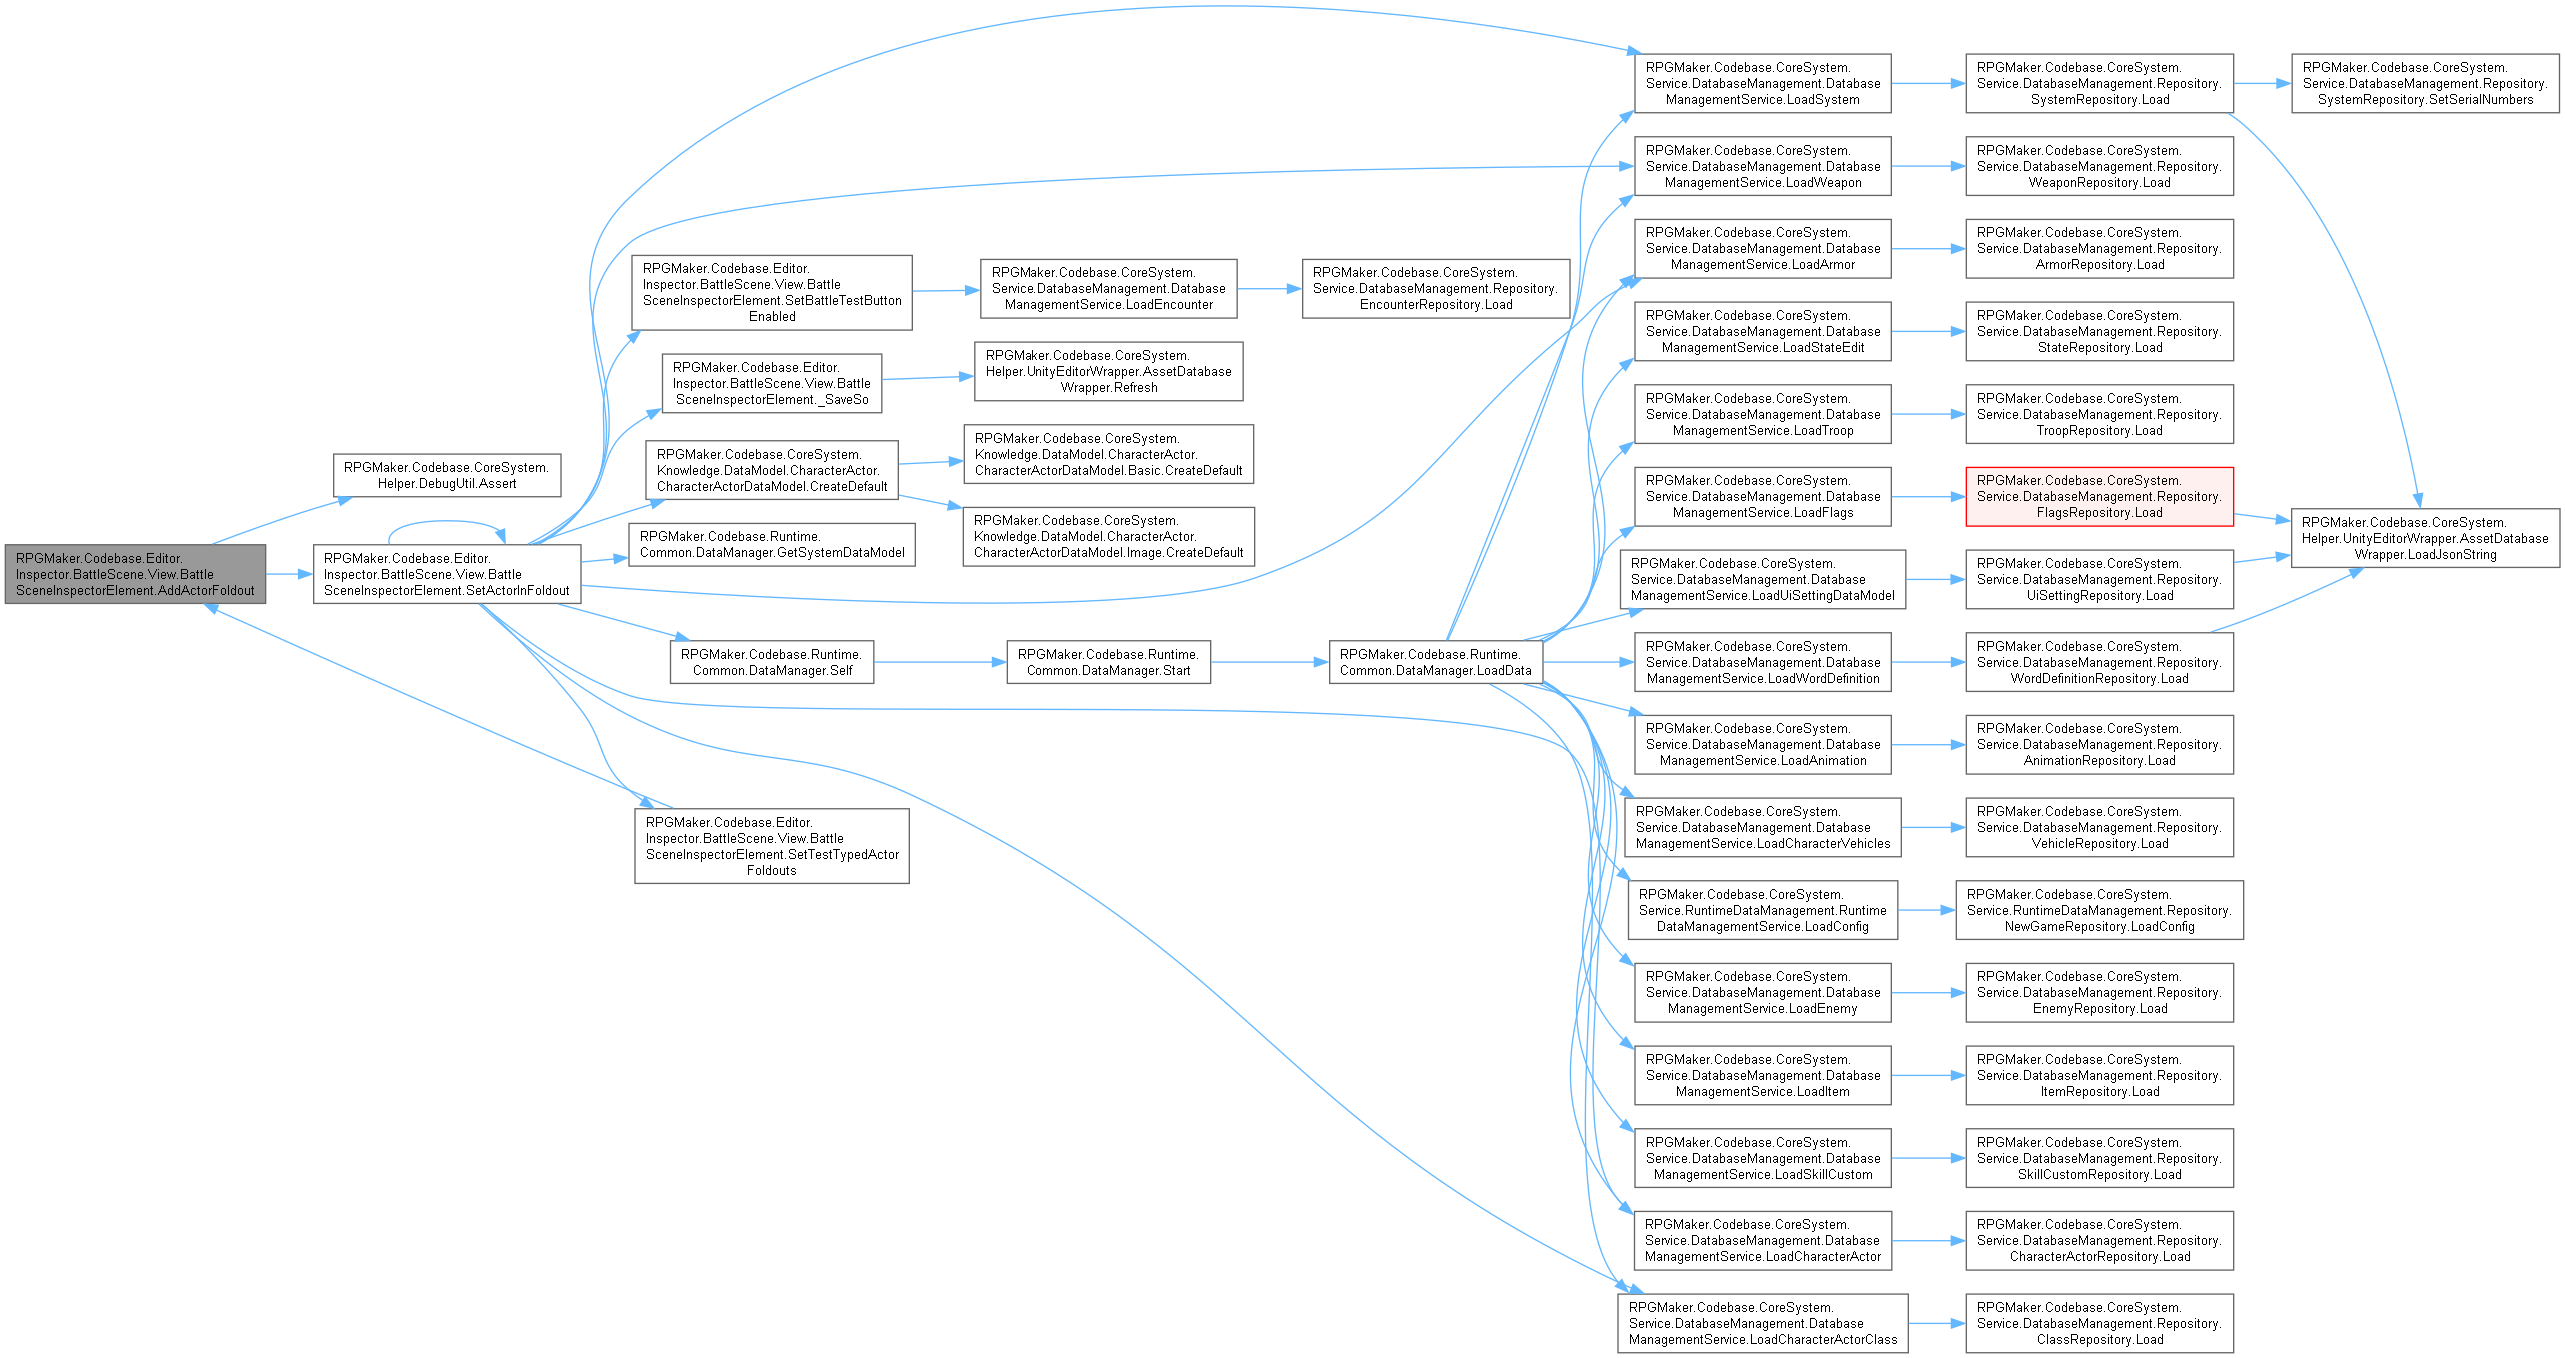 RPGMaker.Codebase.Editor.
Inspector.BattleScene.View.Battle
SceneInspectorElement.AddActorFoldout
RPGMaker.Codebase.CoreSystem.
Helper.DebugUtil.Assert
RPGMaker.Codebase.Editor.
Inspector.BattleScene.View.Battle
SceneInspectorElement.SetActorInFoldout
RPGMaker.Codebase.Editor.
Inspector.BattleScene.View.Battle
SceneInspectorElement.SetBattleTestButton
Enabled
RPGMaker.Codebase.Editor.
Inspector.BattleScene.View.Battle
SceneInspectorElement._SaveSo
RPGMaker.Codebase.CoreSystem.
Knowledge.DataModel.CharacterActor.
CharacterActorDataModel.CreateDefault
RPGMaker.Codebase.Runtime.
Common.DataManager.GetSystemDataModel
RPGMaker.Codebase.Runtime.
Common.DataManager.Self
RPGMaker.Codebase.Editor.
Inspector.BattleScene.View.Battle
SceneInspectorElement.SetTestTypedActor
Foldouts
RPGMaker.Codebase.CoreSystem.
Service.DatabaseManagement.Database
ManagementService.LoadEncounter
RPGMaker.Codebase.CoreSystem.
Helper.UnityEditorWrapper.AssetDatabase
Wrapper.Refresh
RPGMaker.Codebase.CoreSystem.
Knowledge.DataModel.CharacterActor.
CharacterActorDataModel.Basic.CreateDefault
RPGMaker.Codebase.CoreSystem.
Knowledge.DataModel.CharacterActor.
CharacterActorDataModel.Image.CreateDefault
RPGMaker.Codebase.Runtime.
Common.DataManager.Start
RPGMaker.Codebase.CoreSystem.
Service.DatabaseManagement.Repository.
EncounterRepository.Load
RPGMaker.Codebase.Runtime.
Common.DataManager.LoadData
RPGMaker.Codebase.CoreSystem.
Service.DatabaseManagement.Database
ManagementService.LoadSystem
RPGMaker.Codebase.CoreSystem.
Service.DatabaseManagement.Database
ManagementService.LoadWeapon
RPGMaker.Codebase.CoreSystem.
Service.DatabaseManagement.Database
ManagementService.LoadArmor
RPGMaker.Codebase.CoreSystem.
Service.DatabaseManagement.Database
ManagementService.LoadStateEdit
RPGMaker.Codebase.CoreSystem.
Service.DatabaseManagement.Database
ManagementService.LoadTroop
RPGMaker.Codebase.CoreSystem.
Service.DatabaseManagement.Database
ManagementService.LoadFlags
RPGMaker.Codebase.CoreSystem.
Service.DatabaseManagement.Database
ManagementService.LoadUiSettingDataModel
RPGMaker.Codebase.CoreSystem.
Service.DatabaseManagement.Database
ManagementService.LoadWordDefinition
RPGMaker.Codebase.CoreSystem.
Service.DatabaseManagement.Database
ManagementService.LoadAnimation
RPGMaker.Codebase.CoreSystem.
Service.DatabaseManagement.Database
ManagementService.LoadCharacterVehicles
RPGMaker.Codebase.CoreSystem.
Service.RuntimeDataManagement.Runtime
DataManagementService.LoadConfig
RPGMaker.Codebase.CoreSystem.
Service.DatabaseManagement.Database
ManagementService.LoadEnemy
RPGMaker.Codebase.CoreSystem.
Service.DatabaseManagement.Database
ManagementService.LoadItem
RPGMaker.Codebase.CoreSystem.
Service.DatabaseManagement.Database
ManagementService.LoadSkillCustom
RPGMaker.Codebase.CoreSystem.
Service.DatabaseManagement.Database
ManagementService.LoadCharacterActor
RPGMaker.Codebase.CoreSystem.
Service.DatabaseManagement.Database
ManagementService.LoadCharacterActorClass
RPGMaker.Codebase.CoreSystem.
Service.DatabaseManagement.Repository.
SystemRepository.Load
RPGMaker.Codebase.CoreSystem.
Service.DatabaseManagement.Repository.
WeaponRepository.Load
RPGMaker.Codebase.CoreSystem.
Service.DatabaseManagement.Repository.
ArmorRepository.Load
RPGMaker.Codebase.CoreSystem.
Service.DatabaseManagement.Repository.
StateRepository.Load
RPGMaker.Codebase.CoreSystem.
Service.DatabaseManagement.Repository.
TroopRepository.Load
RPGMaker.Codebase.CoreSystem.
Service.DatabaseManagement.Repository.
FlagsRepository.Load
RPGMaker.Codebase.CoreSystem.
Service.DatabaseManagement.Repository.
UiSettingRepository.Load
RPGMaker.Codebase.CoreSystem.
Service.DatabaseManagement.Repository.
WordDefinitionRepository.Load
RPGMaker.Codebase.CoreSystem.
Service.DatabaseManagement.Repository.
AnimationRepository.Load
RPGMaker.Codebase.CoreSystem.
Service.DatabaseManagement.Repository.
VehicleRepository.Load
RPGMaker.Codebase.CoreSystem.
Service.RuntimeDataManagement.Repository.
NewGameRepository.LoadConfig
RPGMaker.Codebase.CoreSystem.
Service.DatabaseManagement.Repository.
EnemyRepository.Load
RPGMaker.Codebase.CoreSystem.
Service.DatabaseManagement.Repository.
ItemRepository.Load
RPGMaker.Codebase.CoreSystem.
Service.DatabaseManagement.Repository.
SkillCustomRepository.Load
RPGMaker.Codebase.CoreSystem.
Service.DatabaseManagement.Repository.
CharacterActorRepository.Load
RPGMaker.Codebase.CoreSystem.
Service.DatabaseManagement.Repository.
ClassRepository.Load
RPGMaker.Codebase.CoreSystem.
Service.DatabaseManagement.Repository.
SystemRepository.SetSerialNumbers
RPGMaker.Codebase.CoreSystem.
Helper.UnityEditorWrapper.AssetDatabase
Wrapper.LoadJsonString